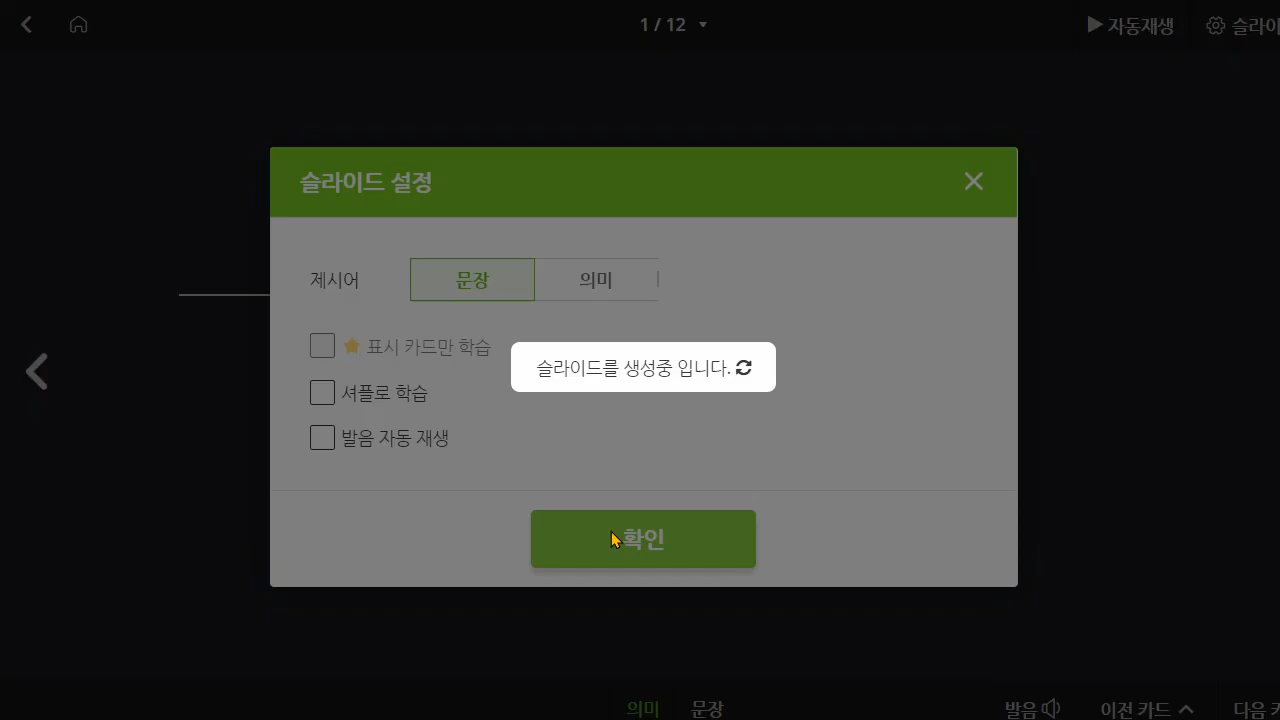 1 / 12
자동재생
슬라이
슬라이드 설정
제시어
문장
의미
표시 카드만 학습
슬라이드를 생성중 입니다.
셔플로 학습
발음 자동 재생
확인
의미
문장
발음
이전 카드
다음